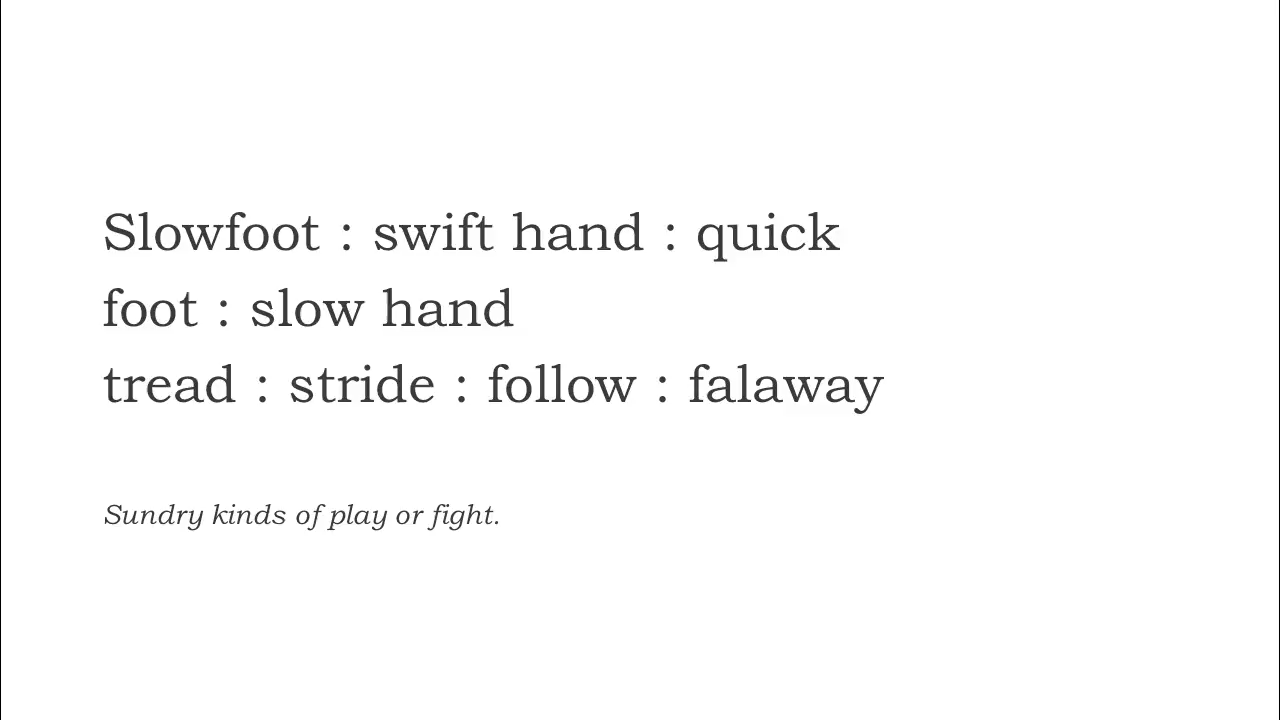 Slowfoot : swift hand : quick
foot : slow hand
tread : stride : follow : falaway
Sundry kinds of play or fight.